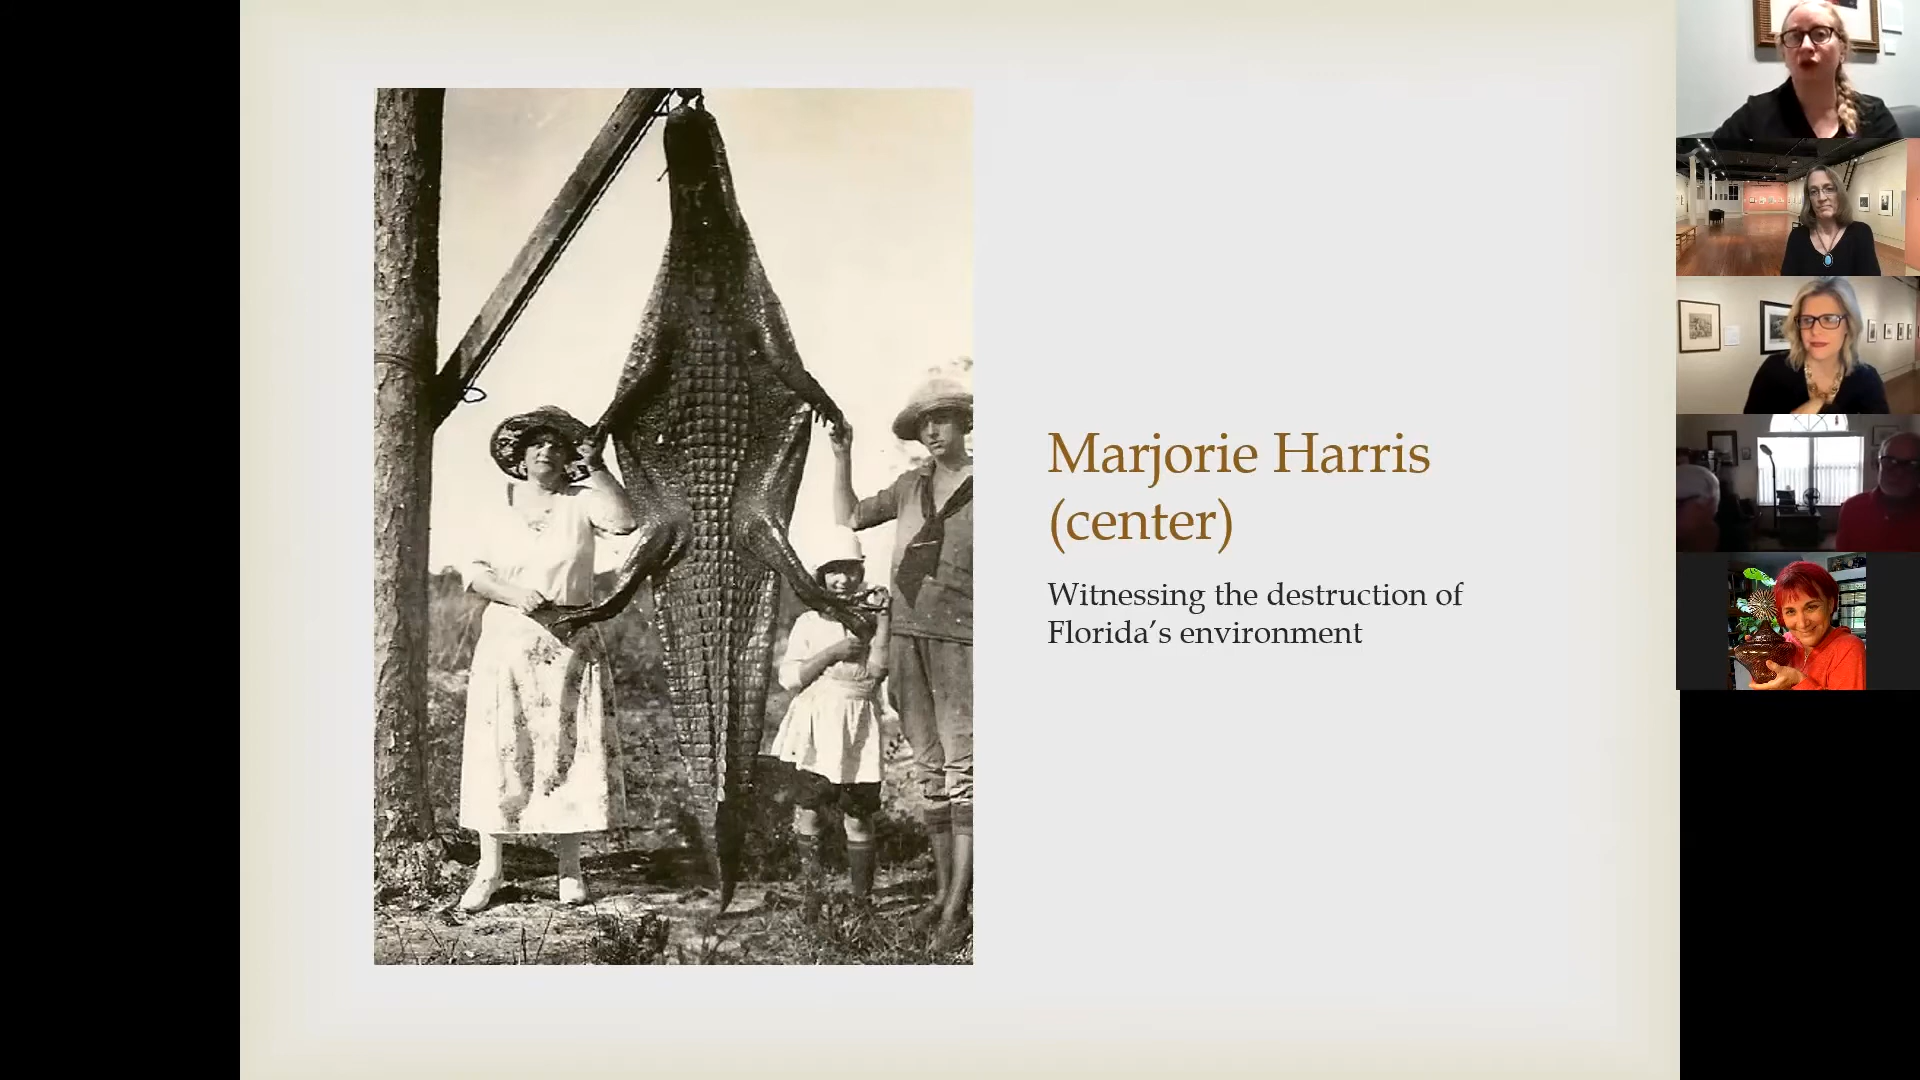 Marjorie Harris
(center)
Witnessing the destruction of
Florida’s environment